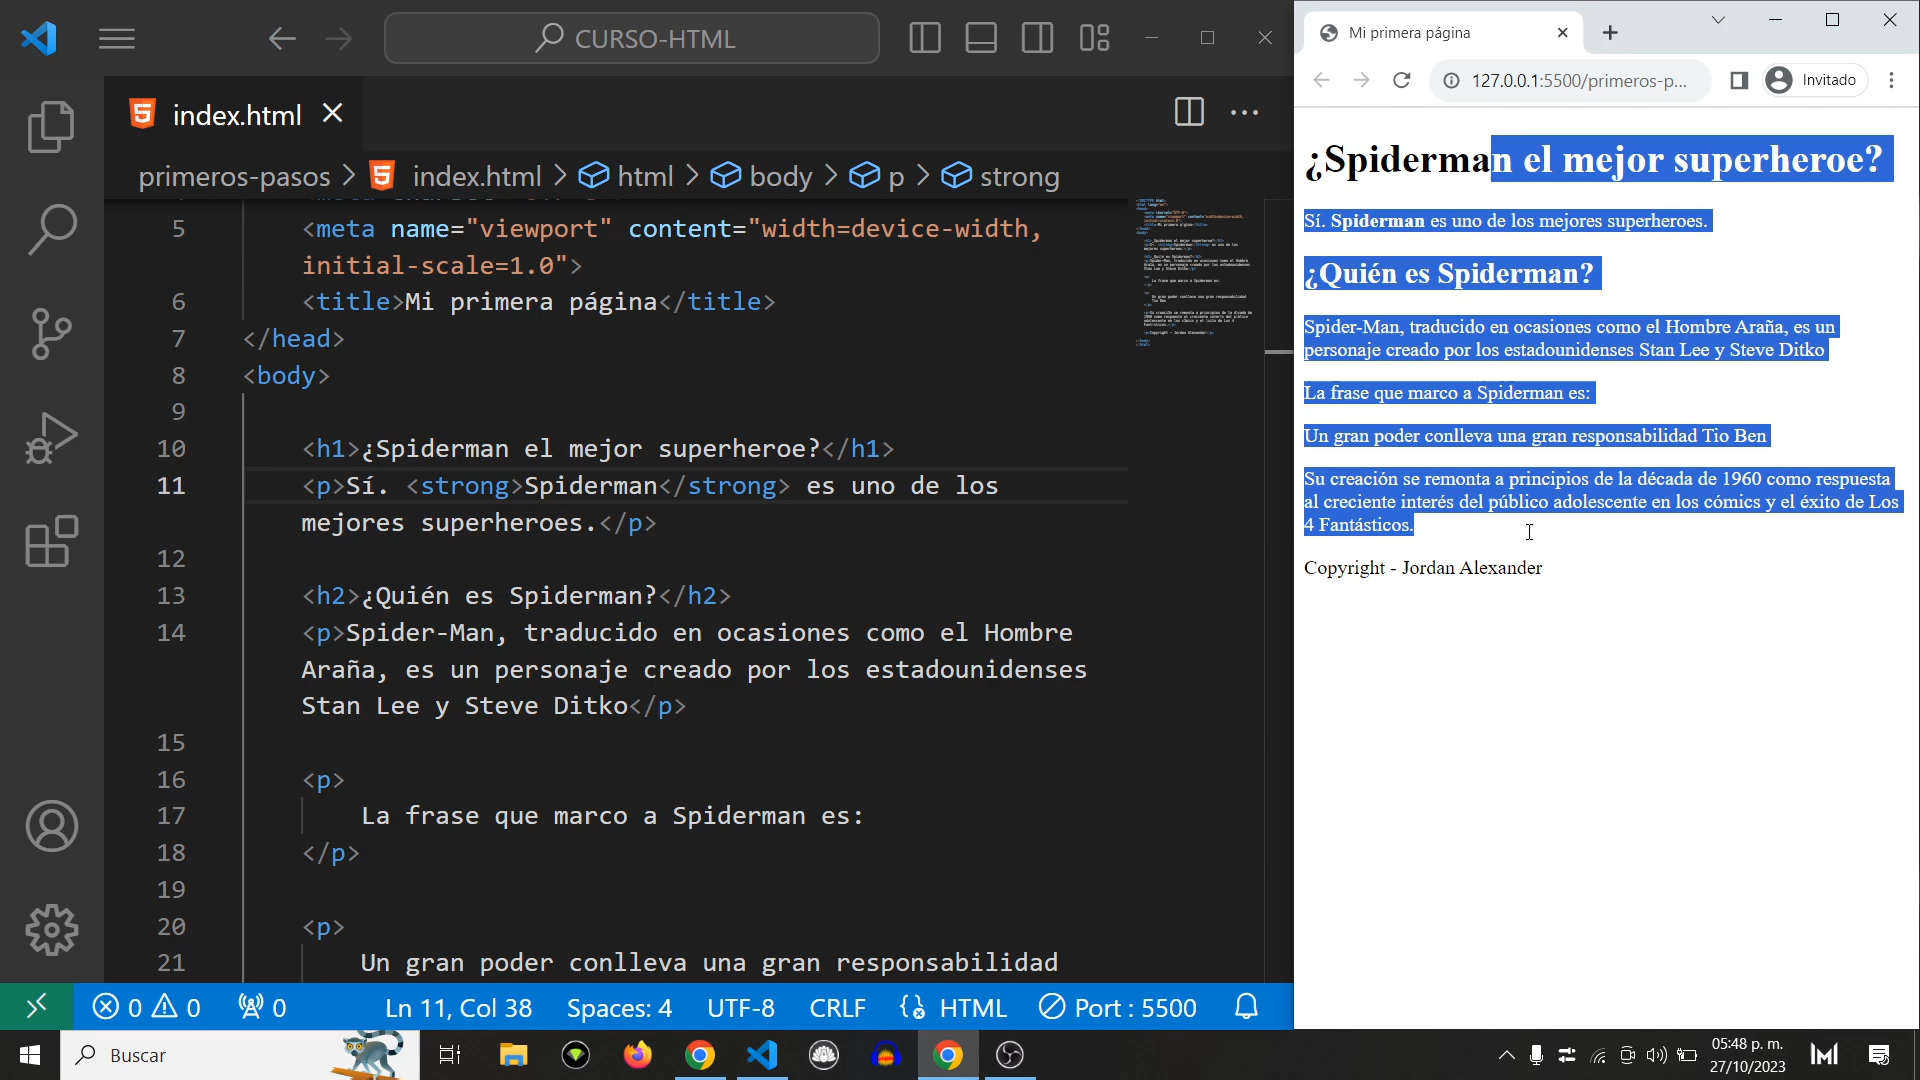 CURSO-HTML
index.html
primeros-pasos > index.html > html > body > p > strong
5 <meta name="viewport" content="width=device-width,
initial-scale=1.0">
6 <title>Mi primera página</title>
7 </head>
8 <body>
9
10 <h1>¿Spiderman el mejor superheroe?</h1>
11 <p>Sí. <strong>Spiderman</strong> es uno de los
mejores superheroes.</p>
12
13 <h2>¿Quién es Spiderman?</h2>
14 <p>Spider-Man, traducido en ocasiones como el Hombre
Araña, es un personaje creado por los estadounidenses
Stan Lee y Steve Ditko</p>
15
16 <p>
17 La frase que marco a Spiderman es:
18 </p>
19
20 <p>
21 Un gran poder conlleva una gran responsabilidad
0 0 0 Ln 11, Col 38 Spaces: 4 UTF-8 CRLF HTML Port : 5500
Mi primera página
127.0.0.1:5500/primeros-p... Invitado
¿Spiderman el mejor superheroe?
Sí. Spiderman es uno de los mejores superheroes.
¿Quién es Spiderman?
Spider-Man, traducido en ocasiones como el Hombre Araña, es un
personaje creado por los estadounidenses Stan Lee y Steve Ditko
La frase que marco a Spiderman es:
Un gran poder conlleva una gran responsabilidad Tio Ben
Su creación se remonta a principios de la década de 1960 como respuesta
al creciente interés del público adolescente en los cómics y el éxito de Los
4 Fantásticos.
Copyright - Jordan Alexander
Buscar
05:48 p. m.
27/10/2023